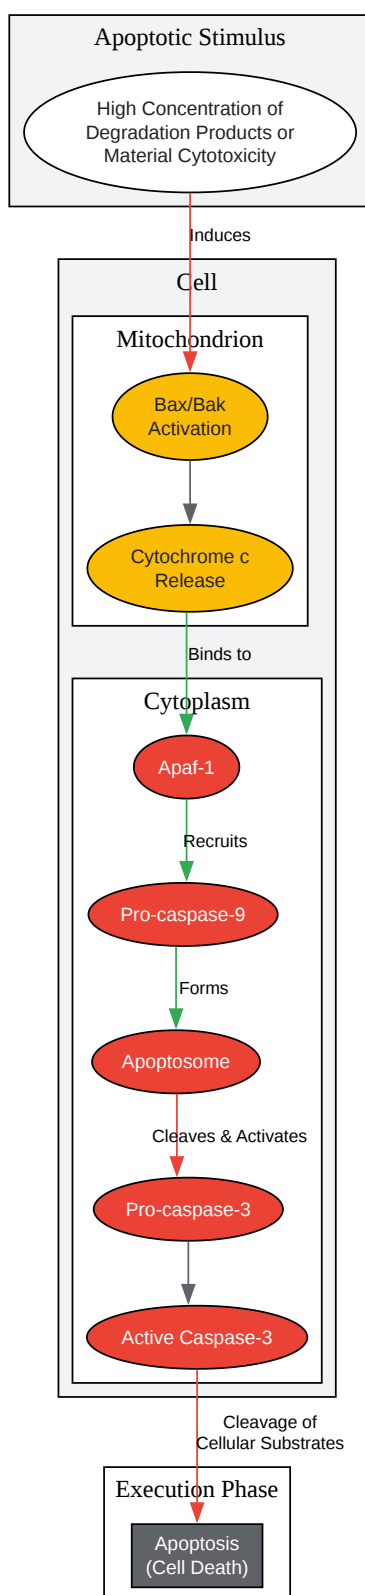 Apoptotic Stimulus
High Concentration of
Degradation Products or
Material Cytotoxicity
Induces
Cell
Mitochondrion
Bax/Bak
Activation
Cytochrome c
Release
Binds to
Cytoplasm
Apaf-1
Recruits
Pro-caspase-9
Forms
Apoptosome
Cleaves & Activates
Pro-caspase-3
Active Caspase-3
Cleavage of
Cellular Substrates
Execution Phase
Apoptosis
(Cell Death)